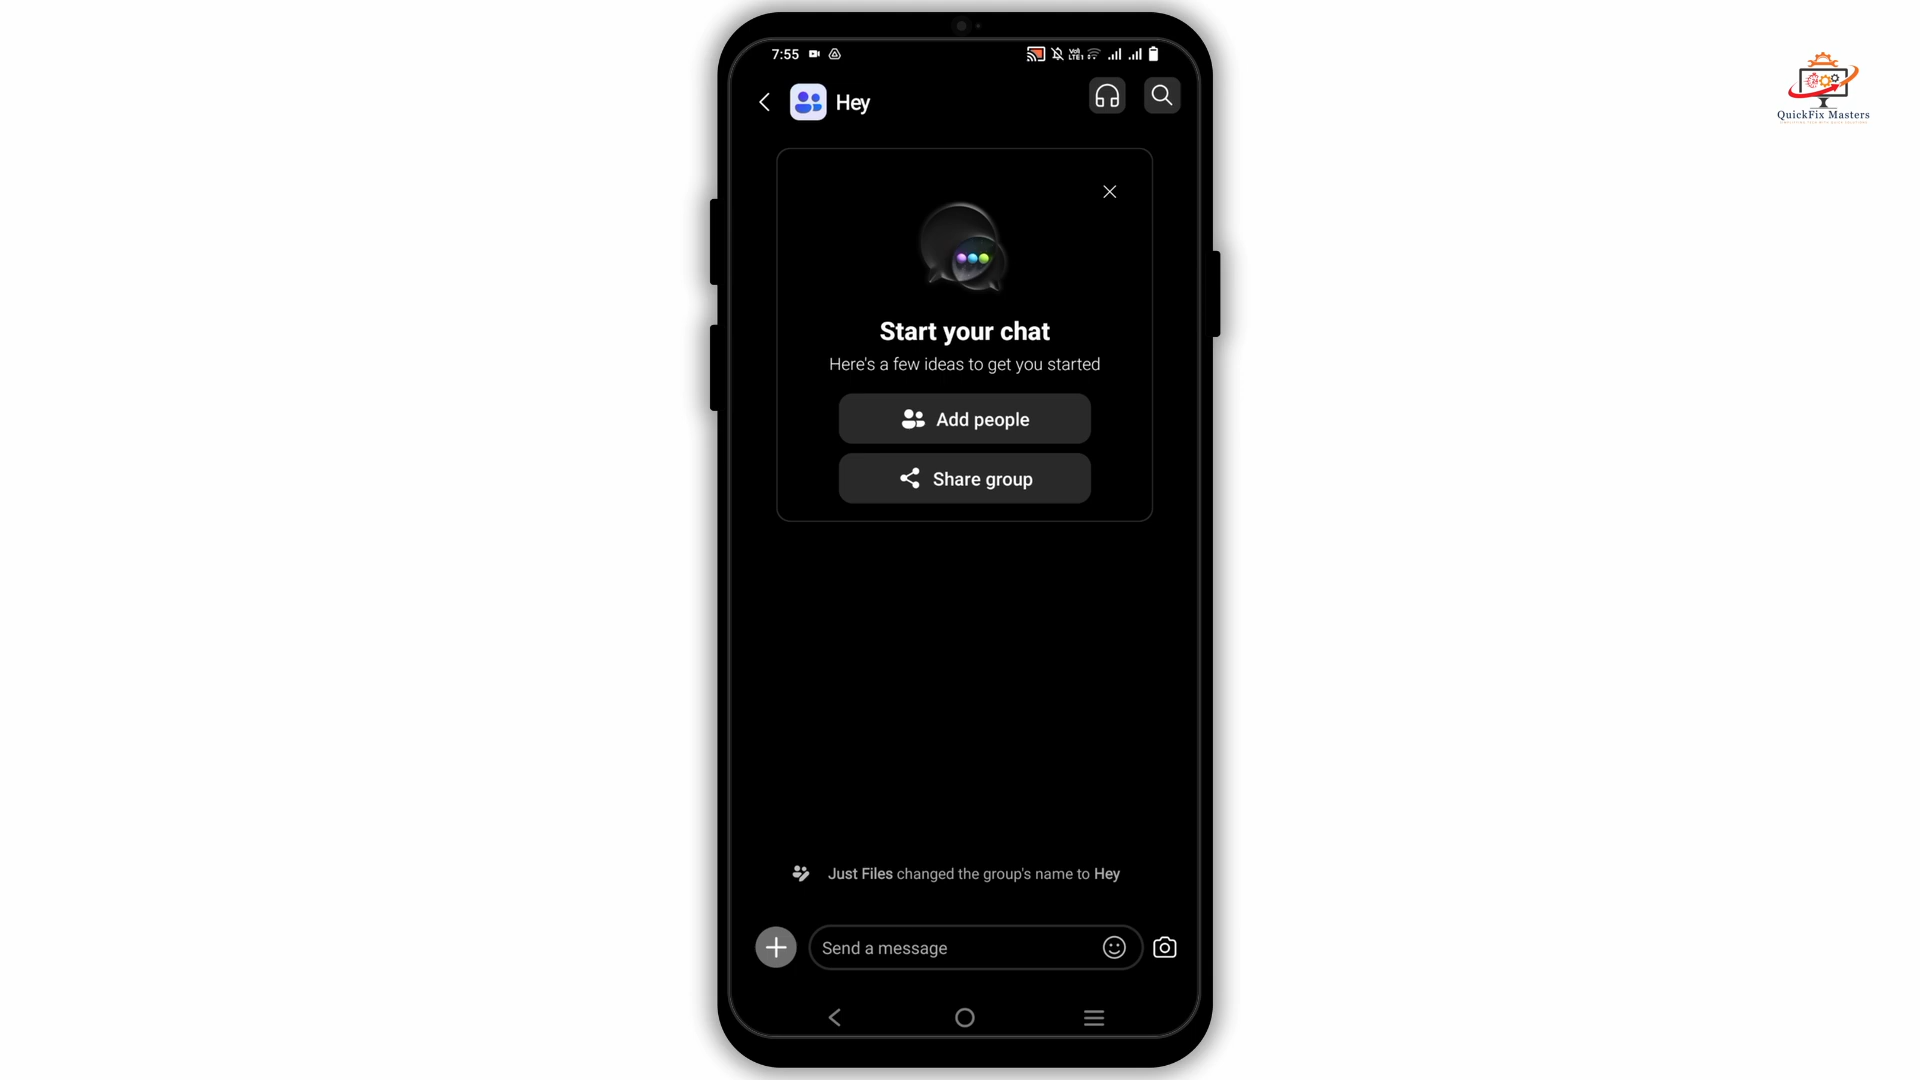 7:55
QuickFix Masters
Hey
Start your chat
Here's a few ideas to get you started
Add people
Share group
Just Files changed the group's name to Hey
Send a message